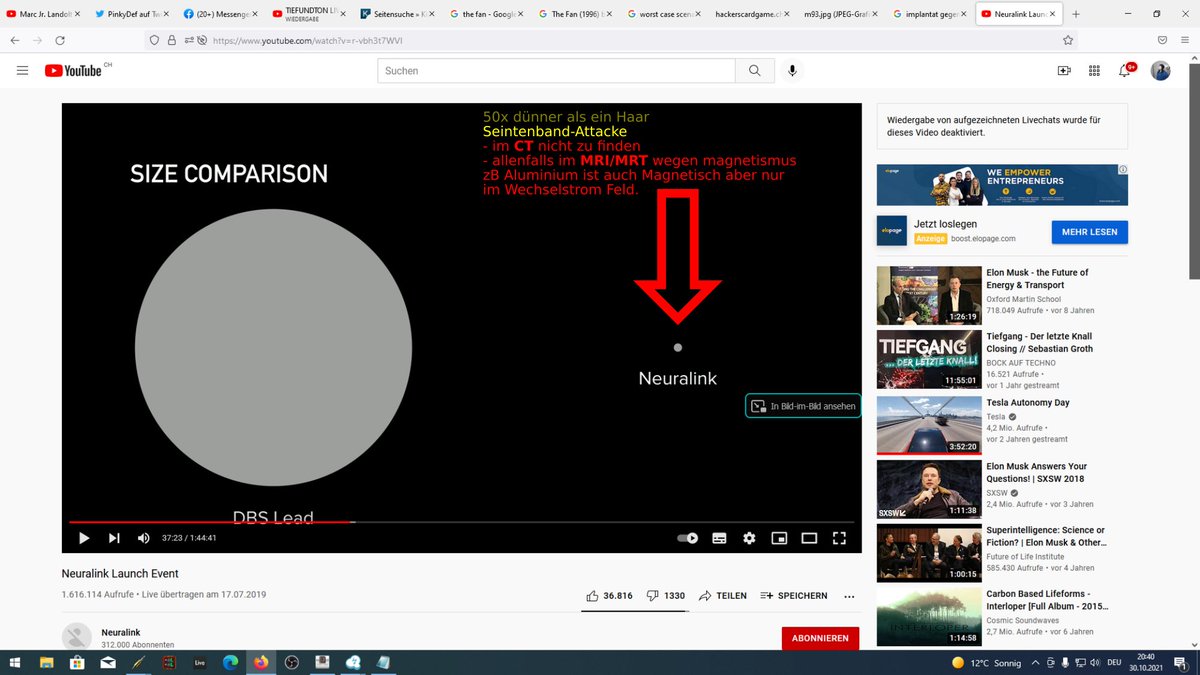 Marc Jr. Landolt
PinkyDef auf Tw
(20+) Messenge
TIEFUNDTON L
WIEDERGABE
Seitensuche » K
the fan - Google
The Fan (1996)
worst case scena
hackerscardgame.c
m93.jpg (JPEG-Grafi
implantat gegen
Neuralink Launc
https://www.youtube.com/watch?v=r-vbh3t7WVI
YouTube CH
Suchen
9+
50x dünner als ein Haar
Seintenband-Attacke
- im CT nicht zu finden
- allenfalls im MRI/MRT wegen magnetismus
zB Aluminium ist auch Magnetisch aber nur
im Wechselstrom Feld.
SIZE COMPARISON
Neuralink
In Bild-im-Bild ansehen
DBS Lead
37:23 / 1:44:41
Neuralink Launch Event
1.616.114 Aufrufe • Live übertragen am 17.07.2019
36.816
1330
TEILEN
SPEICHERN
Neuralink
312.000 Abonnenten
ABONNIEREN
Wiedergabe von aufgezeichneten Livechats wurde für
dieses Video deaktiviert.
elopage
WE EMPOWER
ENTREPRENEURS
elopage
Jetzt loslegen
Anzeige boost.elopage.com
MEHR LESEN
1:26:19
Elon Musk - the Future of
Energy & Transport
Oxford Martin School
718.049 Aufrufe • vor 8 Jahren
TIEFGANG
... DER LETZTE KNALL!
11:55:01
Tiefgang - Der letzte Knall
Closing // Sebastian Groth
BOCK AUF TECHNO
16.521 Aufrufe •
vor 1 Jahr gestreamt
3:52:20
Tesla Autonomy Day
Tesla
4,2 Mio. Aufrufe •
vor 2 Jahren gestreamt
SXSW
1:11:38
Elon Musk Answers Your
Questions! | SXSW 2018
SXSW
2,4 Mio. Aufrufe • vor 3 Jahren
1:00:15
Superintelligence: Science or
Fiction? | Elon Musk & Other...
Future of Life Institute
585.430 Aufrufe • vor 4 Jahren
INTERLOPER
1:14:58
Carbon Based Lifeforms -
Interloper [Full Album - 2015...
Cosmic Soundwaves
2,7 Mio. Aufrufe • vor 6 Jahren
Live
12°C Sonnig
DEU
20:40
30.10.2021
1